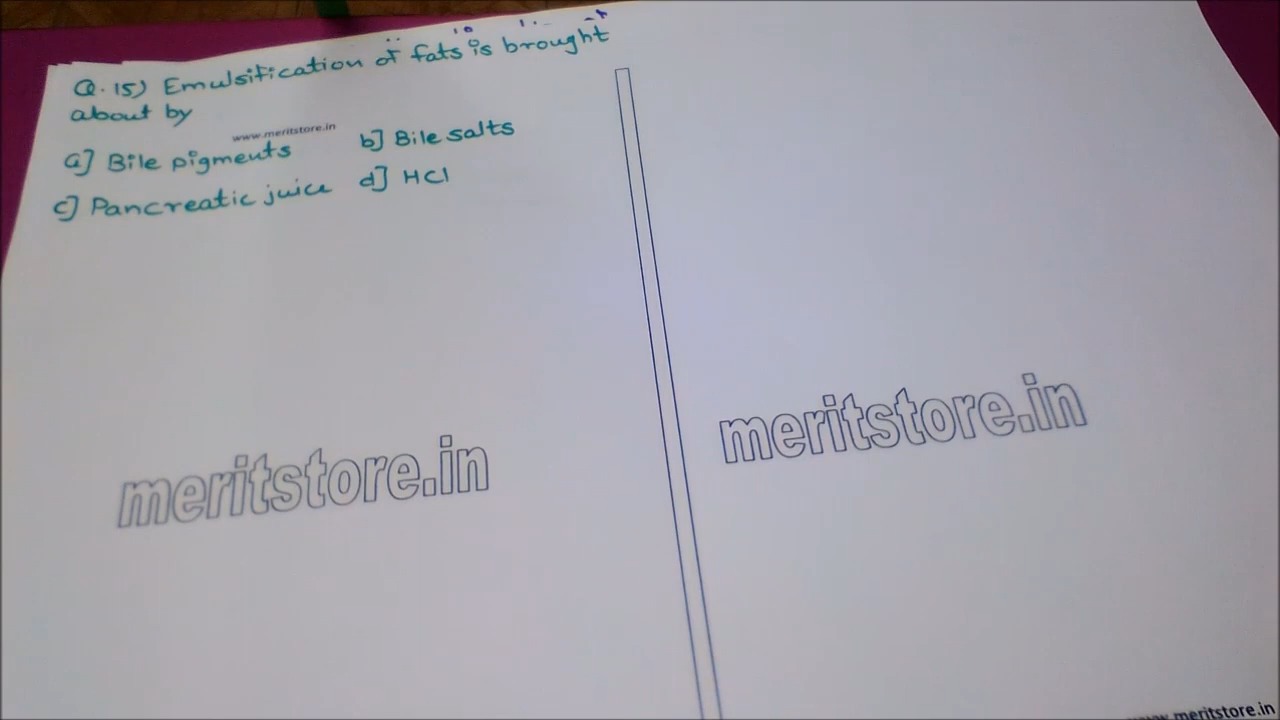 Q. 15) Emulsification of fats is brought
about by
www.meritstore.in
a] Bile pigments b] Bile salts
c] Pancreatic juice d] HCl
meritstore.in
meritstore.in
www.meritstore.in